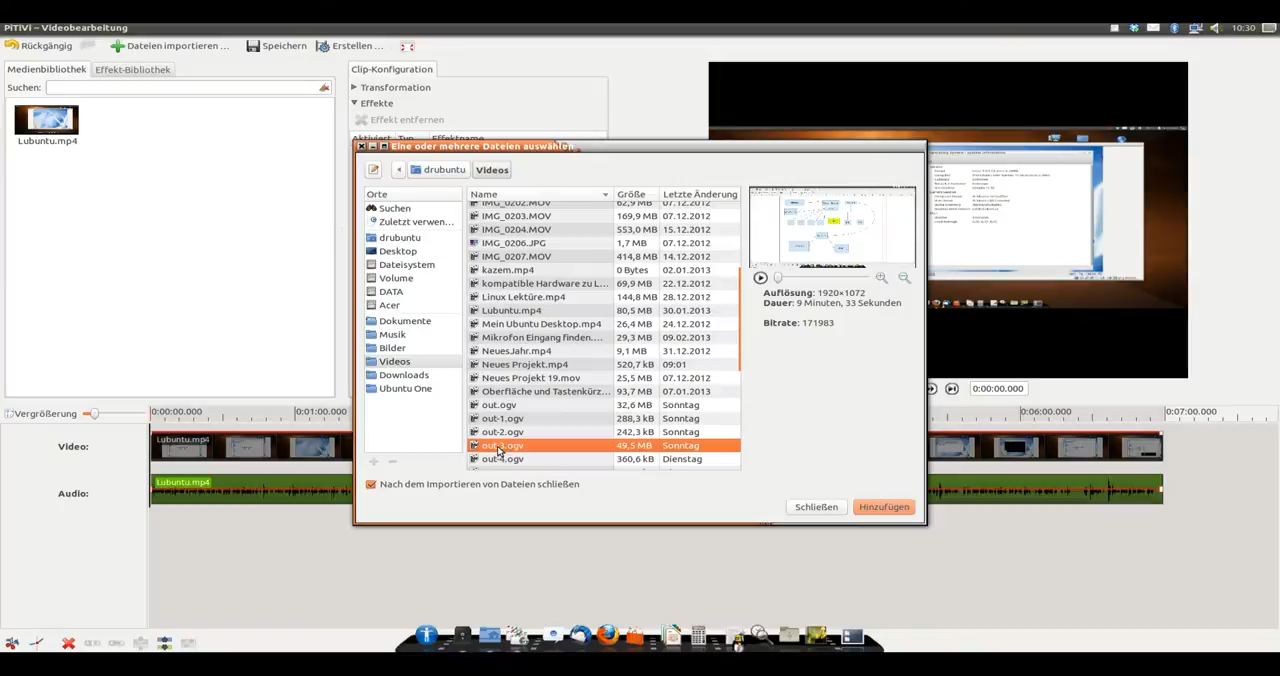 PiTiVi – Videobearbeitung
10:30
Rückgängig
Dateien importieren ...
Speichern
Erstellen ...
Medienbibliothek
Effekt-Bibliothek
Clip-Konfiguration
Suchen:
Transformation
Effekte
Effekt entfernen
Aktiviert Typ Effektname
Lubuntu.mp4
Eine oder mehrere Dateien auswählen
drubuntu
Videos
Orte
Name Größe Letzte Änderung
Suchen
Zuletzt verwen...
drubuntu
Desktop
Dateisystem
Volume
DATA
Acer
Dokumente
Musik
Bilder
Videos
Downloads
Ubuntu One
IMG_0202.MOV 62,9 MB 07.12.2012
IMG_0203.MOV 169,9 MB 07.12.2012
IMG_0204.MOV 553,0 MB 15.12.2012
IMG_0206.JPG 1,7 MB 07.12.2012
IMG_0207.MOV 414,8 MB 14.12.2012
kazem.mp4 0 Bytes 02.01.2013
kompatible Hardware zu L... 69,9 MB 22.12.2012
Linux Lektüre.mp4 144,8 MB 28.12.2012
Lubuntu.mp4 80,5 MB 30.01.2013
Mein Ubuntu Desktop.mp4 26,4 MB 24.12.2012
Mikrofon Eingang finden.... 29,3 MB 09.02.2013
NeuesJahr.mp4 9,1 MB 31.12.2012
Neues Projekt.mp4 520,7 kB 09:01
Neues Projekt 19.mov 25,5 MB 07.12.2012
Oberfläche und Tastenkürz... 93,7 MB 07.01.2013
out.ogv 32,6 MB Sonntag
out-1.ogv 288,3 kB Sonntag
out-2.ogv 242,3 kB Sonntag
out-3.ogv 49,5 MB Sonntag
out-4.ogv 360,6 kB Dienstag
Auflösung: 1920×1072
Dauer: 9 Minuten, 33 Sekunden
Bitrate: 171983
Nach dem Importieren von Dateien schließen
Schließen
Hinzufügen
0:00:00.000
Vergrößerung
0:00:00.000
0:01:00.000
0:06:00.000
0:07:00.000
Video:
Lubuntu.mp4
Audio:
Lubuntu.mp4